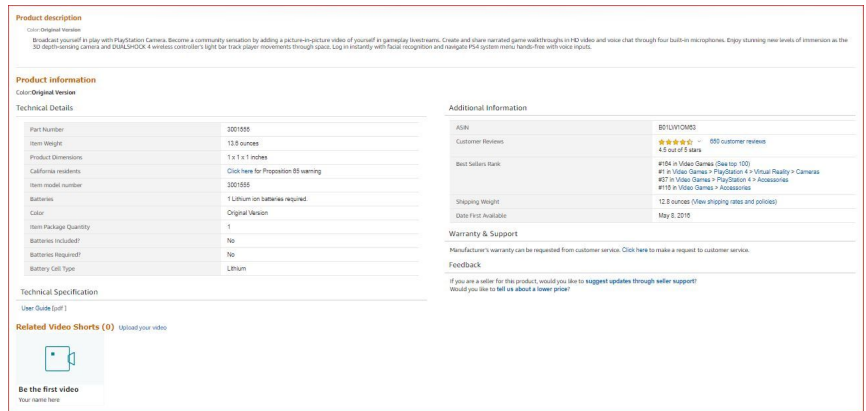 Product description
Color:Original Version
Broadcast yourself in play with PlayStation Camera. Become a community sensation by adding a picture-in-picture video of yourself in gameplay livestreams. Create and share narrated game walkthroughs in HD video and voice chat through four built-in microphones. Enjoy stunning new levels of immersion as the
3D depth-sensing camera and DUALSHOCK 4 wireless controller's light bar track player movements through space. Log in instantly with facial recognition and navigate PS4 system menu hands-free with voice inputs.
Product information
Color:Original Version
Technical Details
Part Number 3001555
Item Weight 13.6 ounces
Product Dimensions 1 x 1 x 1 inches
California residents Click here for Proposition 65 warning
Item model number 3001555
Batteries 1 Lithium ion batteries required.
Color Original Version
Item Package Quantity 1
Batteries Included? No
Batteries Required? No
Battery Cell Type Lithium
Technical Specification
User Guide [pdf ]
Additional Information
ASIN B01LW1OM63
Customer Reviews 660 customer reviews
4.5 out of 5 stars
Best Sellers Rank #164 in Video Games (See top 100)
#1 in Video Games > PlayStation 4 > Virtual Reality > Cameras
#37 in Video Games > PlayStation 4 > Accessories
#116 in Video Games > Accessories
Shipping Weight 12.8 ounces (View shipping rates and policies)
Date First Available May 8, 2016
Warranty & Support
Manufacturer's warranty can be requested from customer service. Click here to make a request to customer service.
Feedback
If you are a seller for this product, would you like to suggest updates through seller support?
Would you like to tell us about a lower price?
Related Video Shorts (0) Upload your video
Be the first video
Your name here